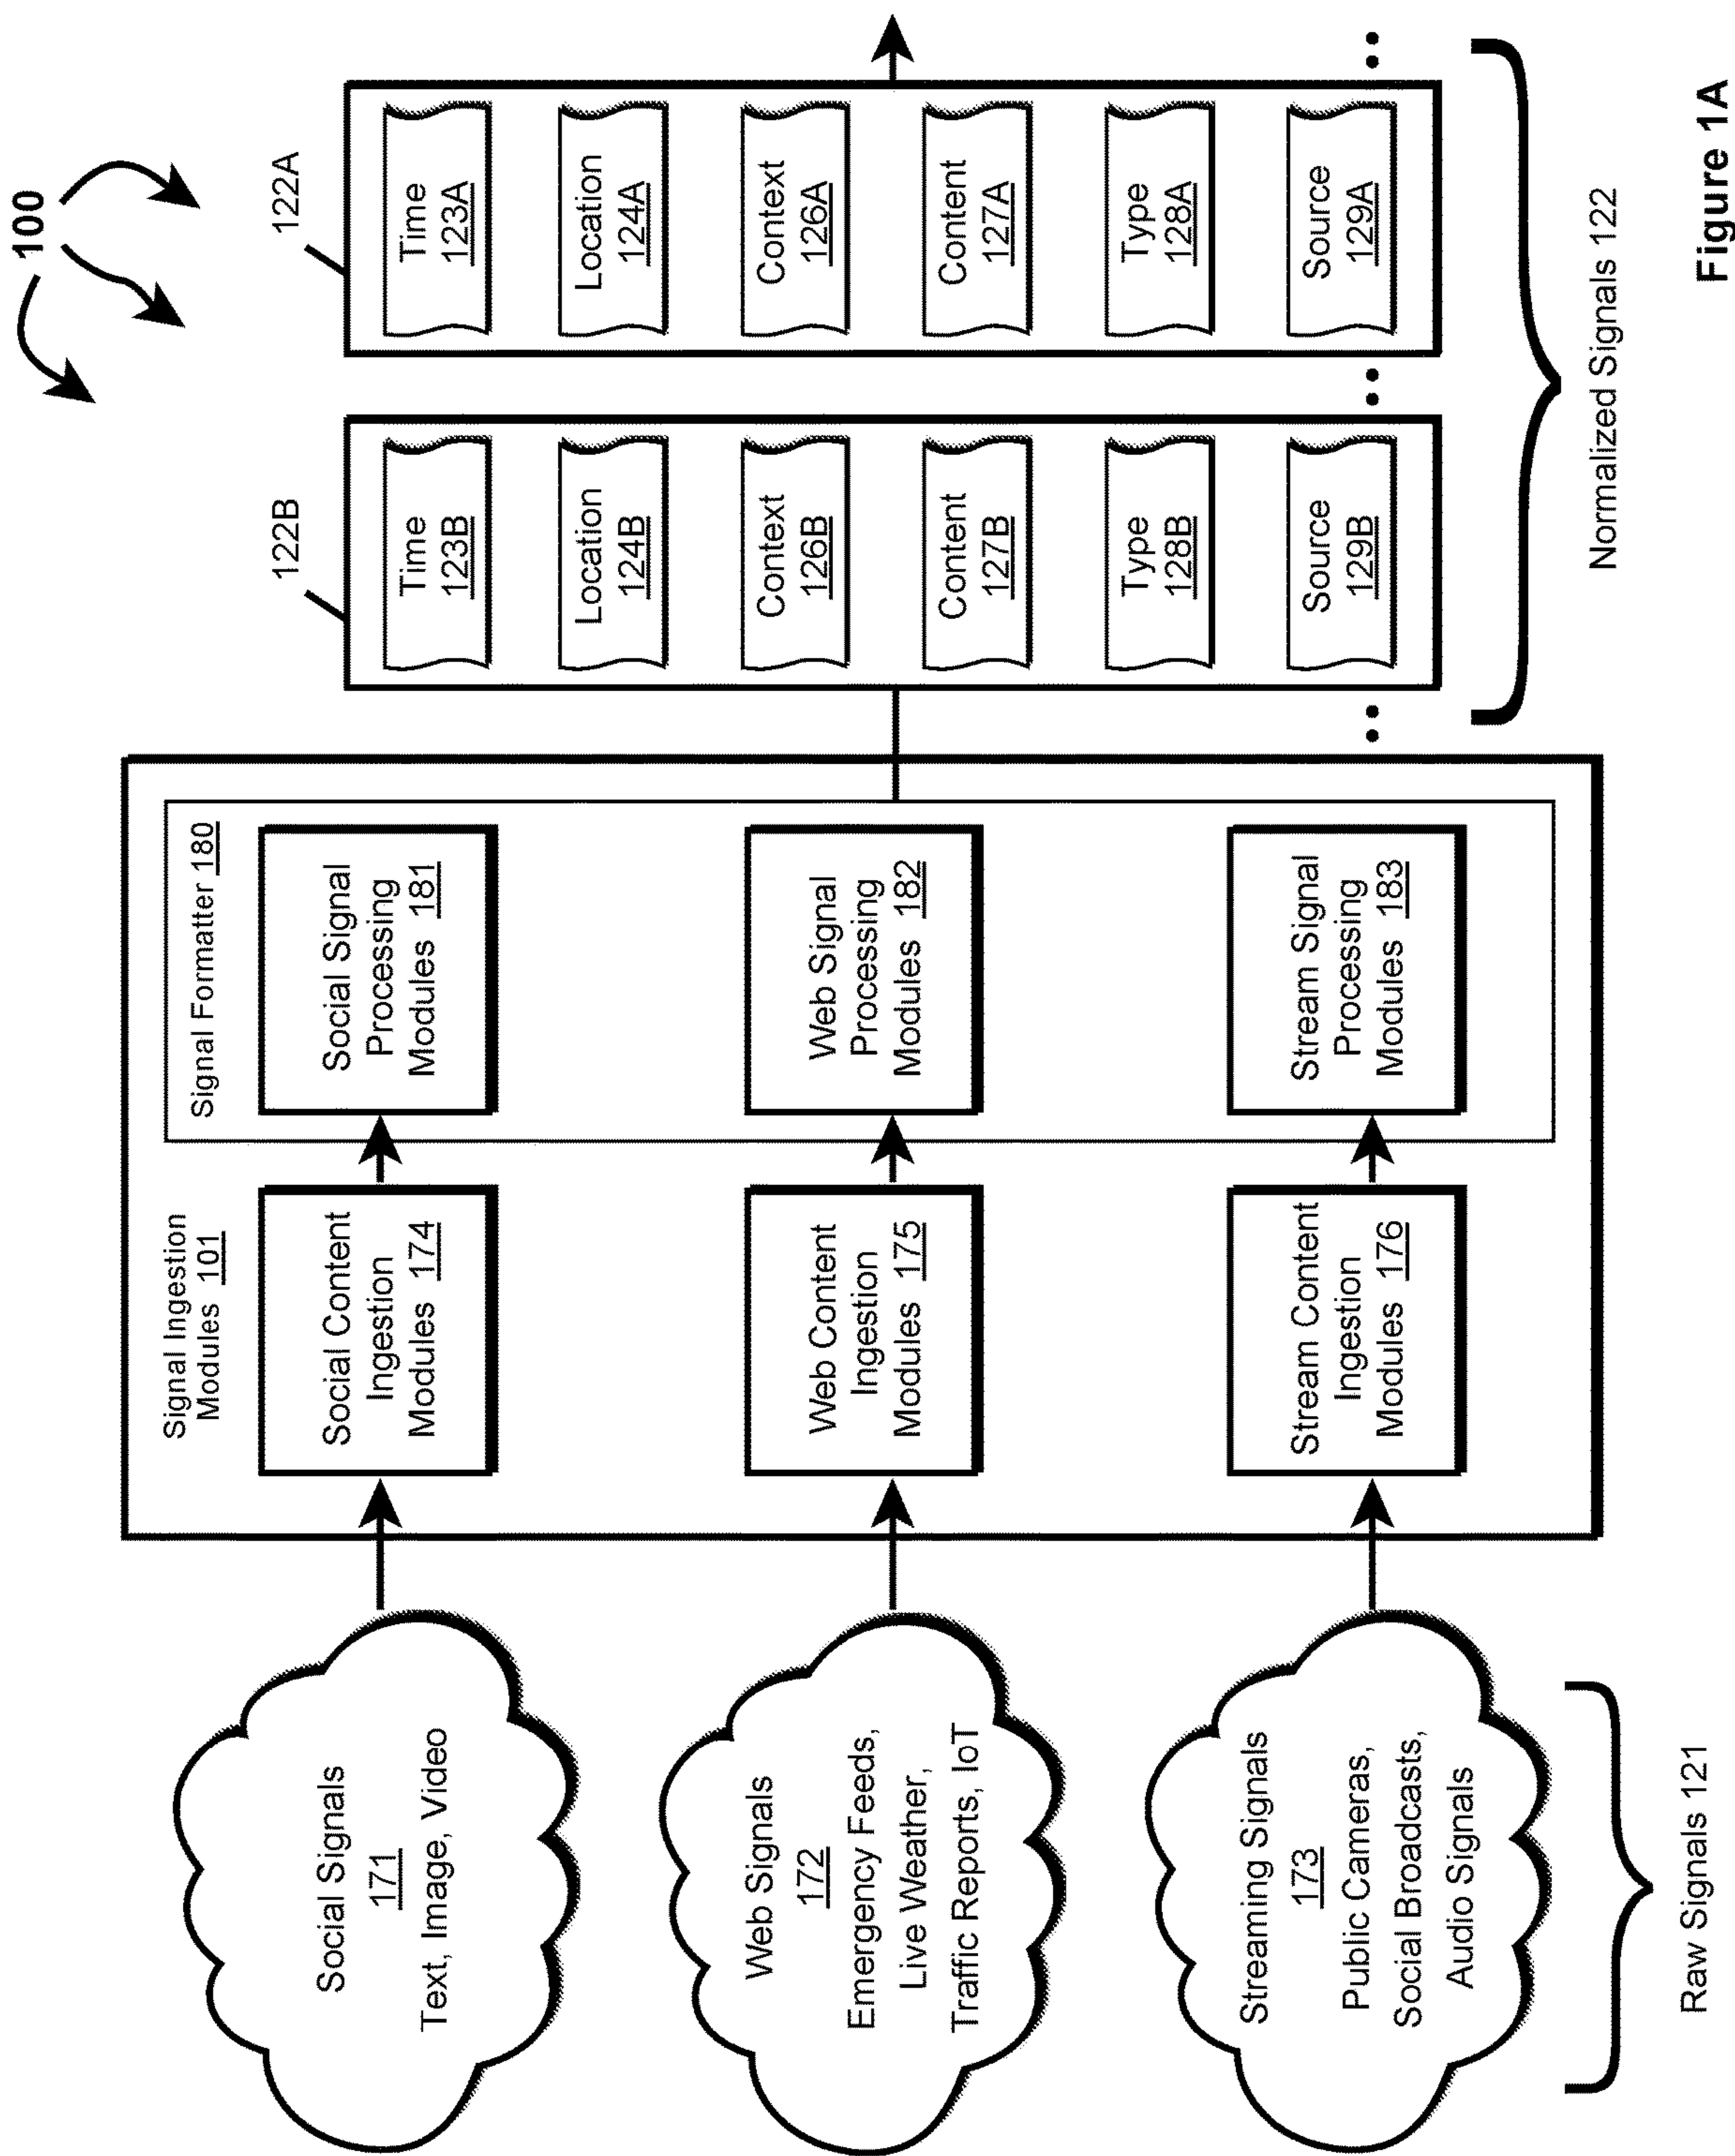 100
Social Signals
171
Text, Image, Video
Web Signals
172
Emergency Feeds,
Live Weather,
Traffic Reports, IoT
Streaming Signals
173
Public Cameras,
Social Broadcasts,
Audio Signals
Raw Signals 121
Signal Ingestion
Modules 101
Social Content
Ingestion
Modules 174
Web Content
Ingestion
Modules 175
Stream Content
Ingestion
Modules 176
Signal Formatter 180
Social Signal
Processing
Modules 181
Web Signal
Processing
Modules 182
Stream Signal
Processing
Modules 183
122B
Time
123B
Location
124B
Context
126B
Content
127B
Type
128B
Source
129B
122A
Time
123A
Location
124A
Context
126A
Content
127A
Type
128A
Source
129A
Normalized Signals 122
Figure 1A